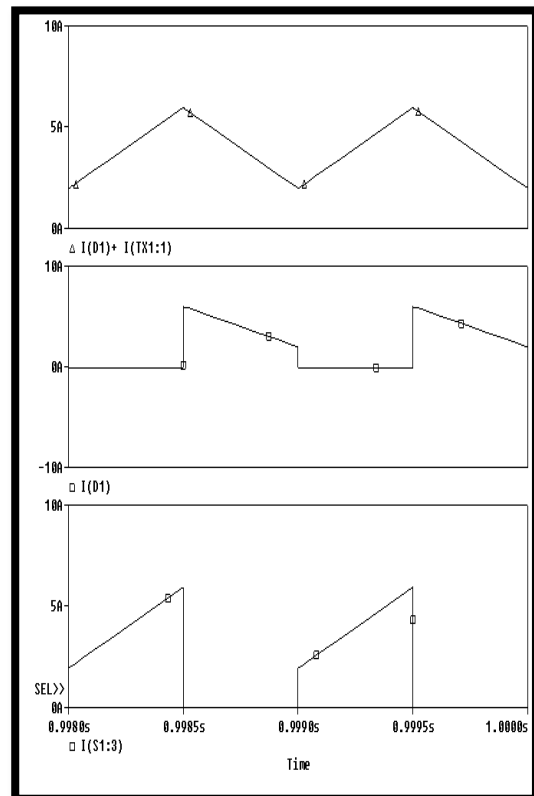 10A
5A
0A
△ I(D1)+ I(TX1:1)
10A
0A
-10A
□ I(D1)
10A
5A
SEL>>
0A
0.9980s 0.9985s 0.9990s 0.9995s 1.0000s
□ I(S1:3)
Time